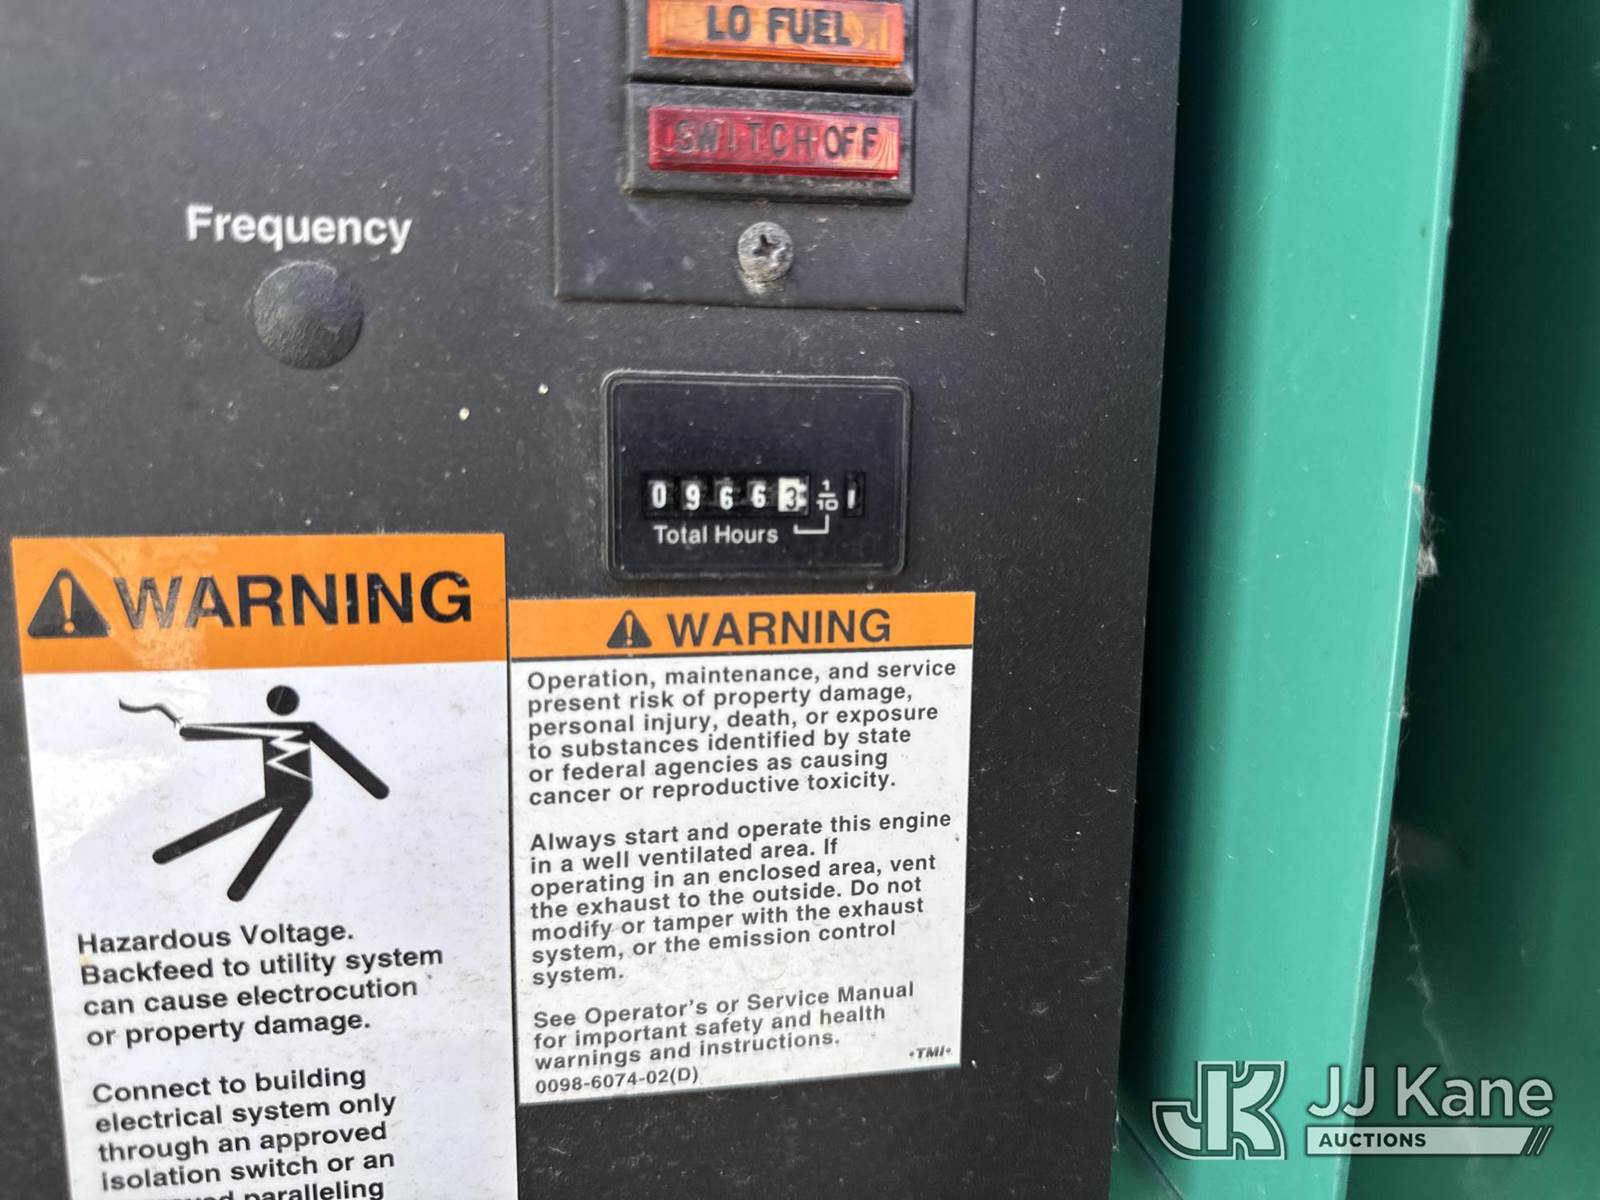 LO FUEL
SWITCH OFF
Frequency
09663 1/10
Total Hours
WARNING
Hazardous Voltage.
Backfeed to utility system
can cause electrocution
or property damage.
Connect to building
electrical system only
through an approved
isolation switch or an
paralleling
WARNING
Operation, maintenance, and service
present risk of property damage,
personal injury, death, or exposure
to substances identified by state
or federal agencies as causing
cancer or reproductive toxicity.
Always start and operate this engine
in a well ventilated area. If
operating in an enclosed area, vent
the exhaust to the outside. Do not
modify or tamper with the exhaust
system, or the emission control
system.
See Operator's or Service Manual
for important safety and health
warnings and instructions.
•TMI•
0098-6074-02(D)
JK JJ Kane
AUCTIONS